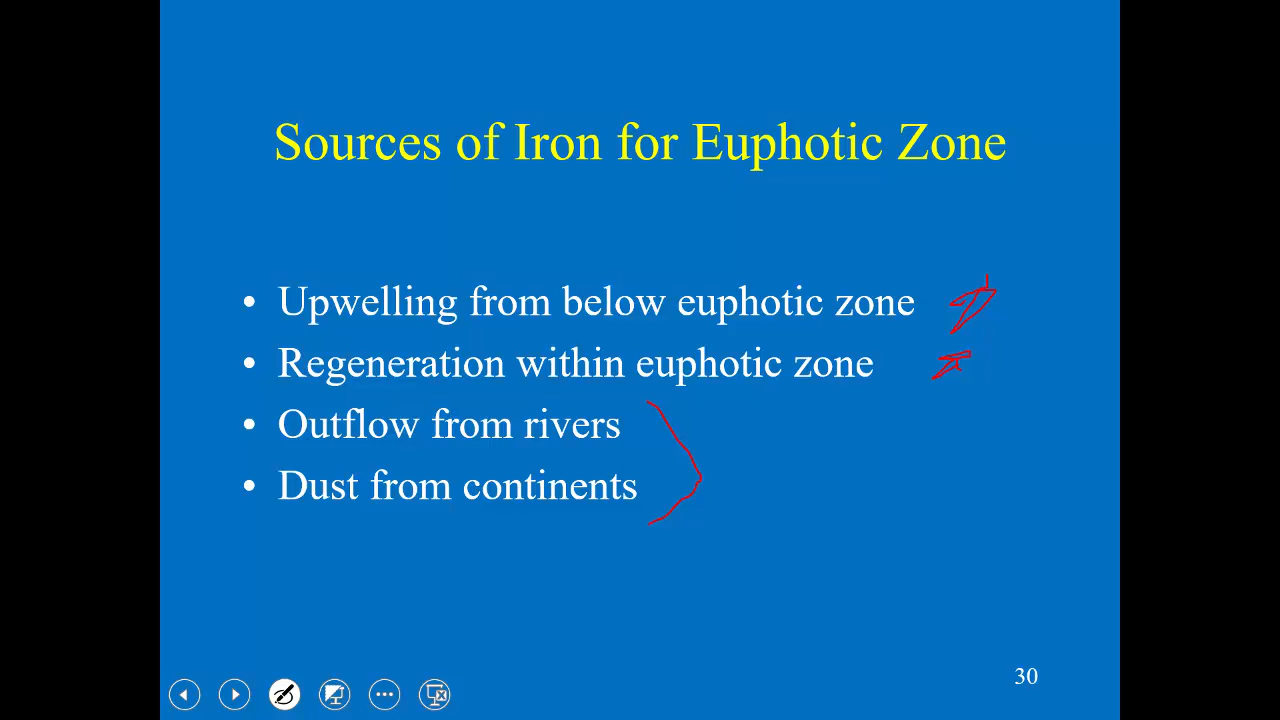 Sources of Iron for Euphotic Zone
• Upwelling from below euphotic zone
• Regeneration within euphotic zone
• Outflow from rivers
• Dust from continents
30